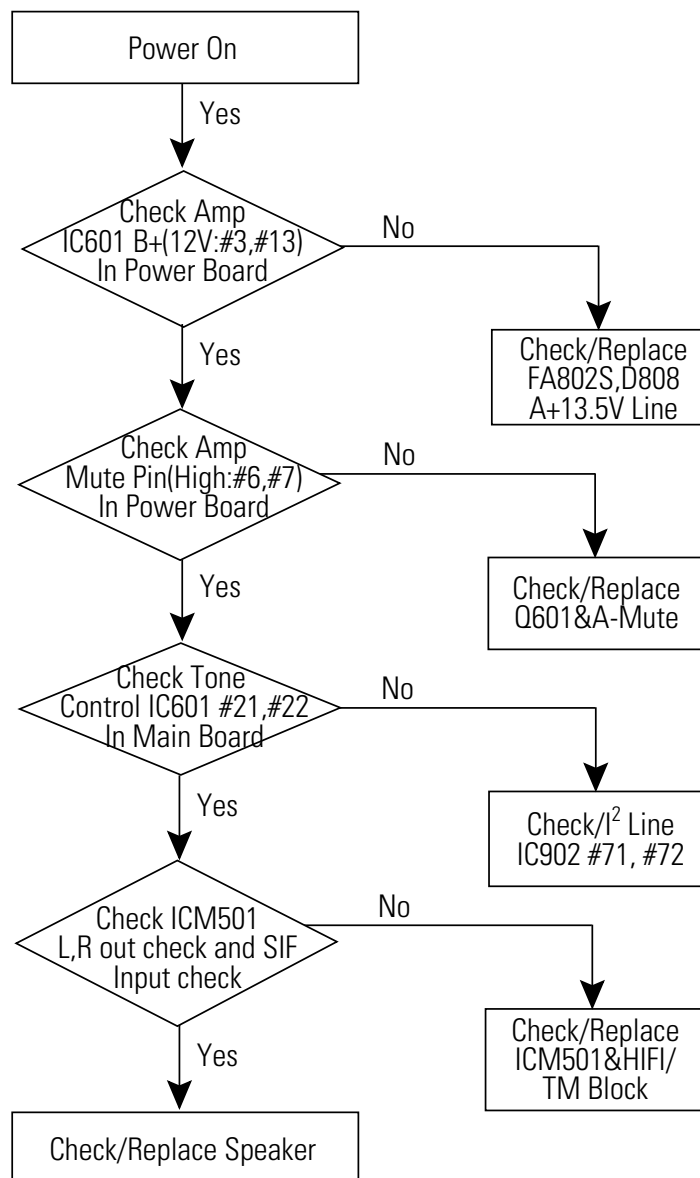 Power On
Yes
Check Amp
IC601 B+(12V:#3,#13)
In Power Board
No
Check/Replace
FA802S,D808
A+13.5V Line
Yes
Check Amp
Mute Pin(High:#6,#7)
In Power Board
No
Check/Replace
Q601&A-Mute
Yes
Check Tone
Control IC601 #21,#22
In Main Board
No
Check/I² Line
IC902 #71, #72
Yes
Check ICM501
L,R out check and SIF
Input check
No
Check/Replace
ICM501&HIFI/
TM Block
Yes
Check/Replace Speaker